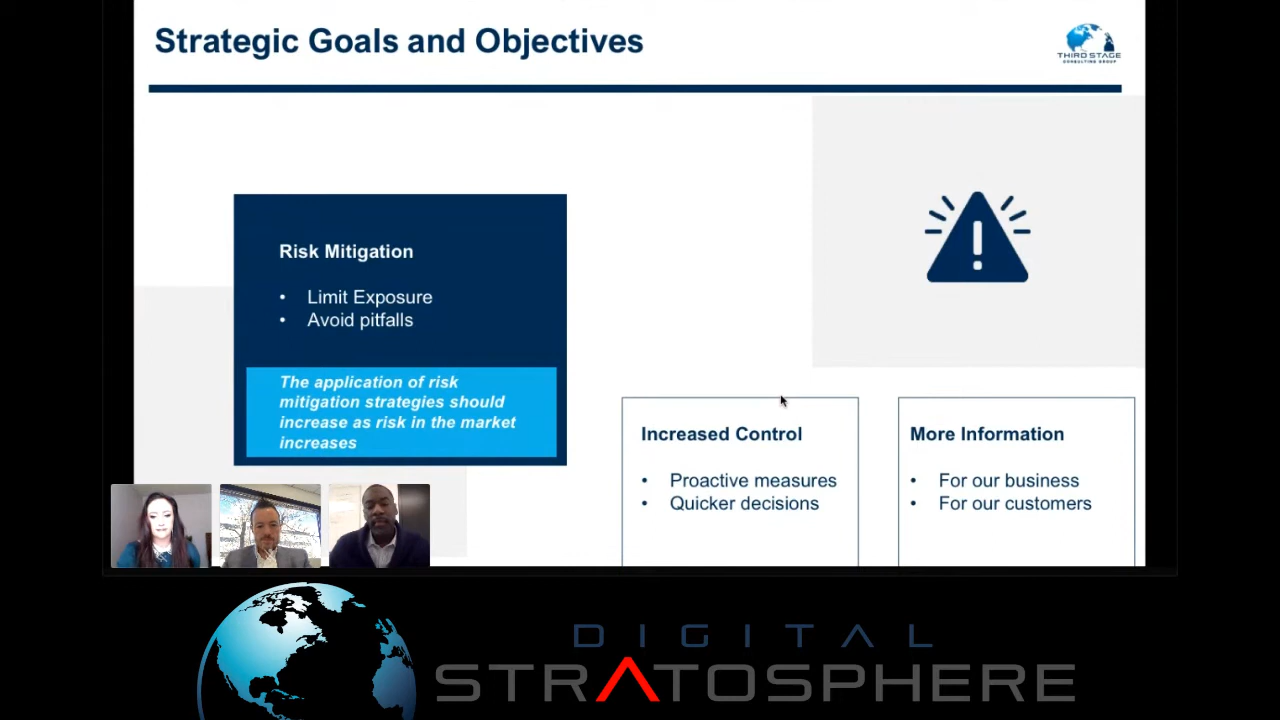 Strategic Goals and Objectives
THIRD STAGE
CONSULTING GROUP
Risk Mitigation
• Limit Exposure
• Avoid pitfalls
The application of risk
mitigation strategies should
increase as risk in the market
increases
Increased Control
• Proactive measures
• Quicker decisions
More Information
• For our business
• For our customers
DIGITAL
STRATOSPHERE